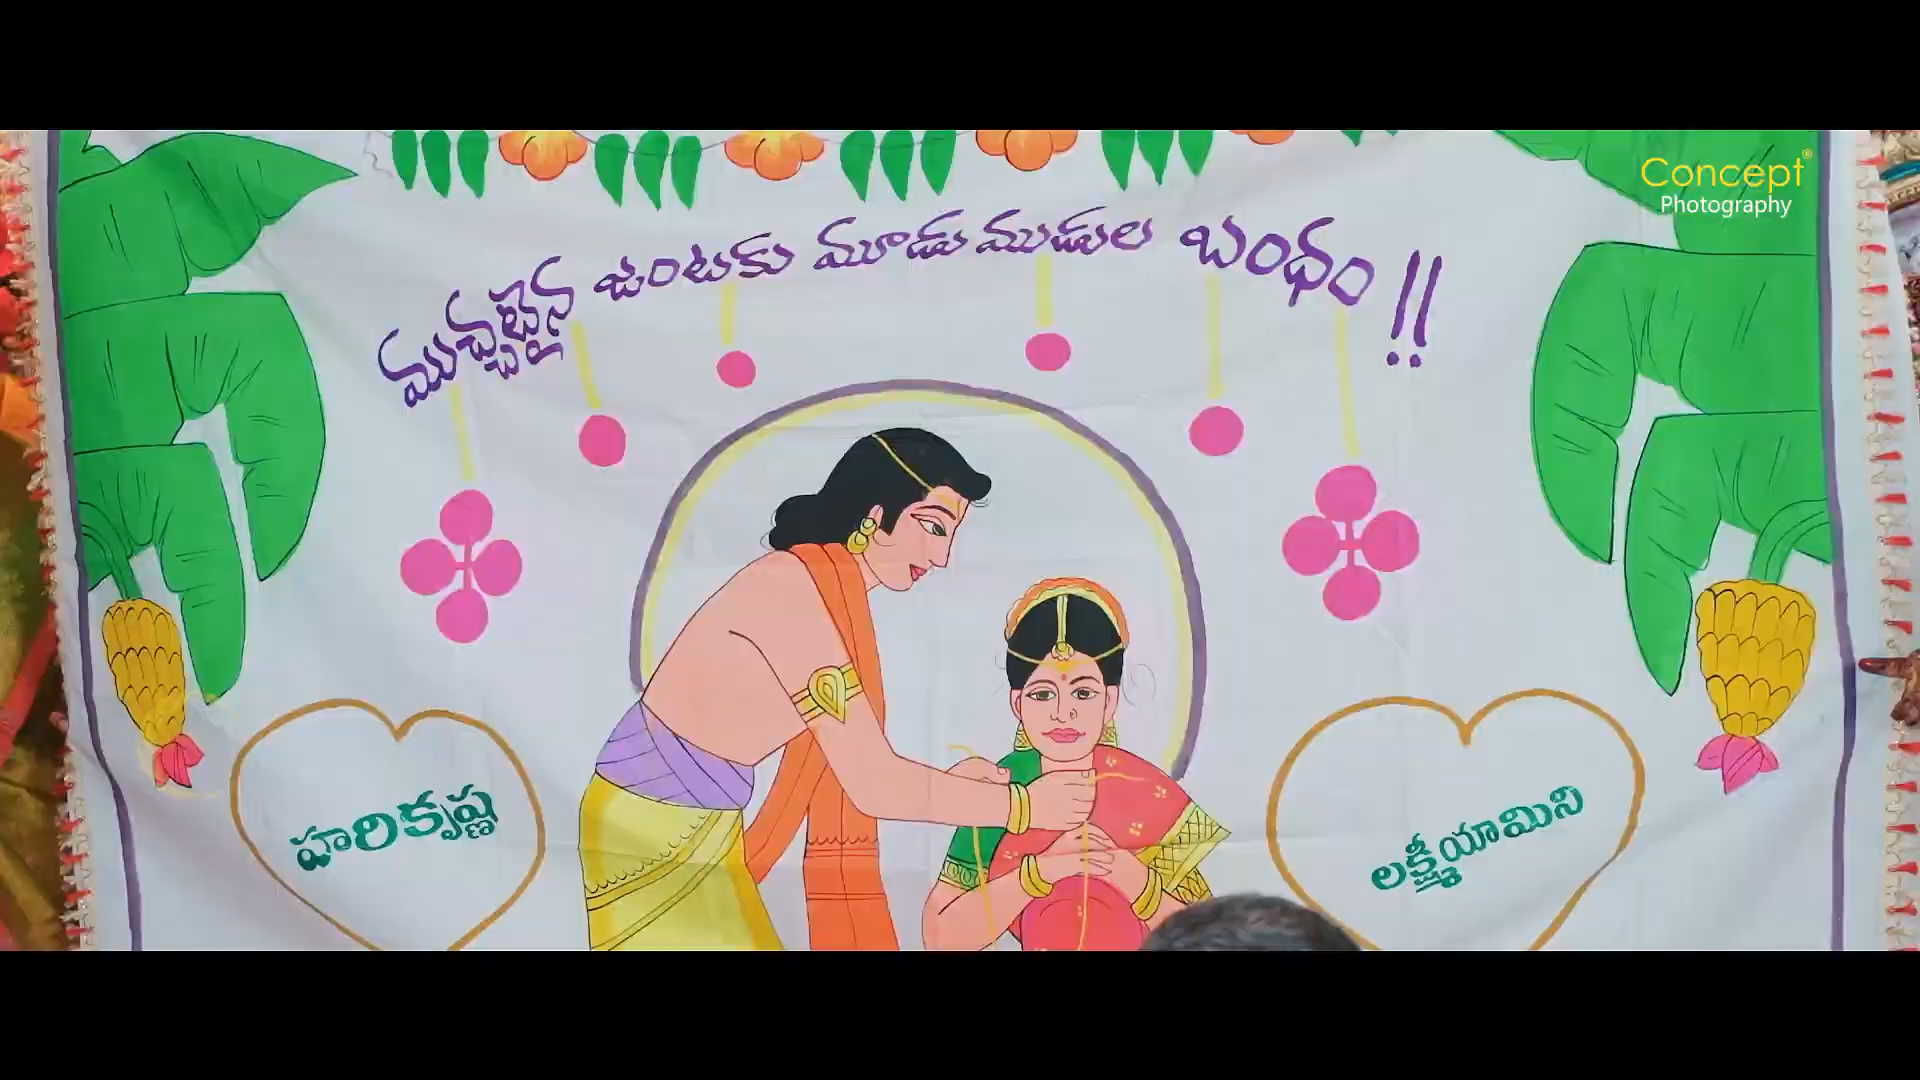 Concept®
Photography
ముచ్చటైన జంటకు మూడుముడుల బంధం !!
హరికృష్ణ
లక్ష్మీయామిని